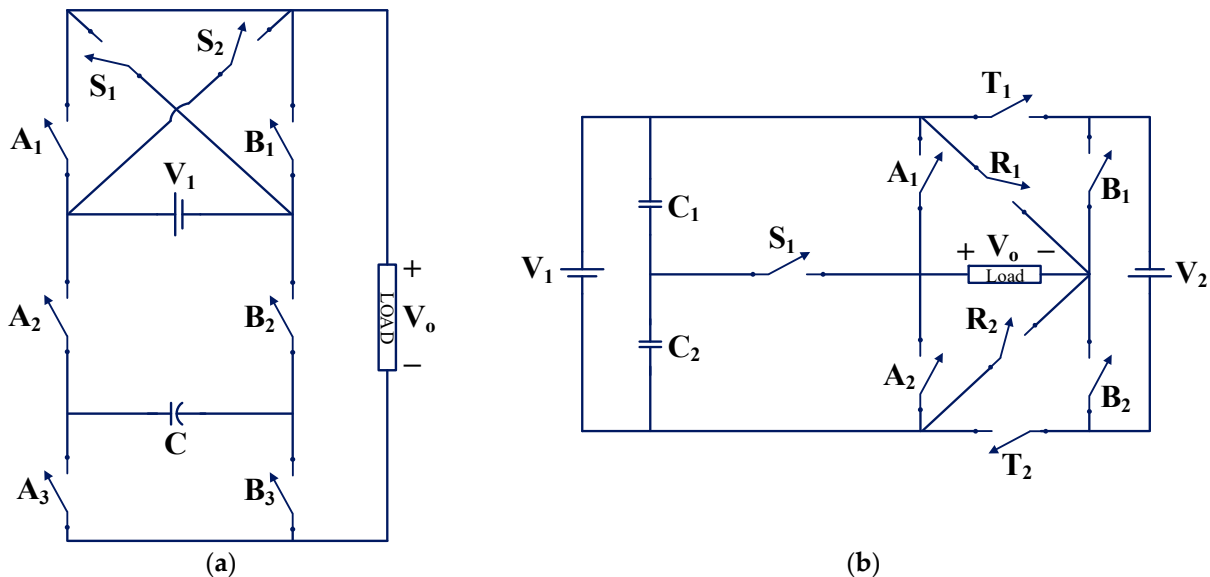 S₂
S₁
A₁
B₁
V₁
A₂
B₂
LOAD
+
Vₒ
−
C
A₃
B₃
(a)
T₁
A₁
R₁
B₁
C₁
S₁
+ Vₒ −
Load
V₁
V₂
R₂
C₂
A₂
B₂
T₂
(b)